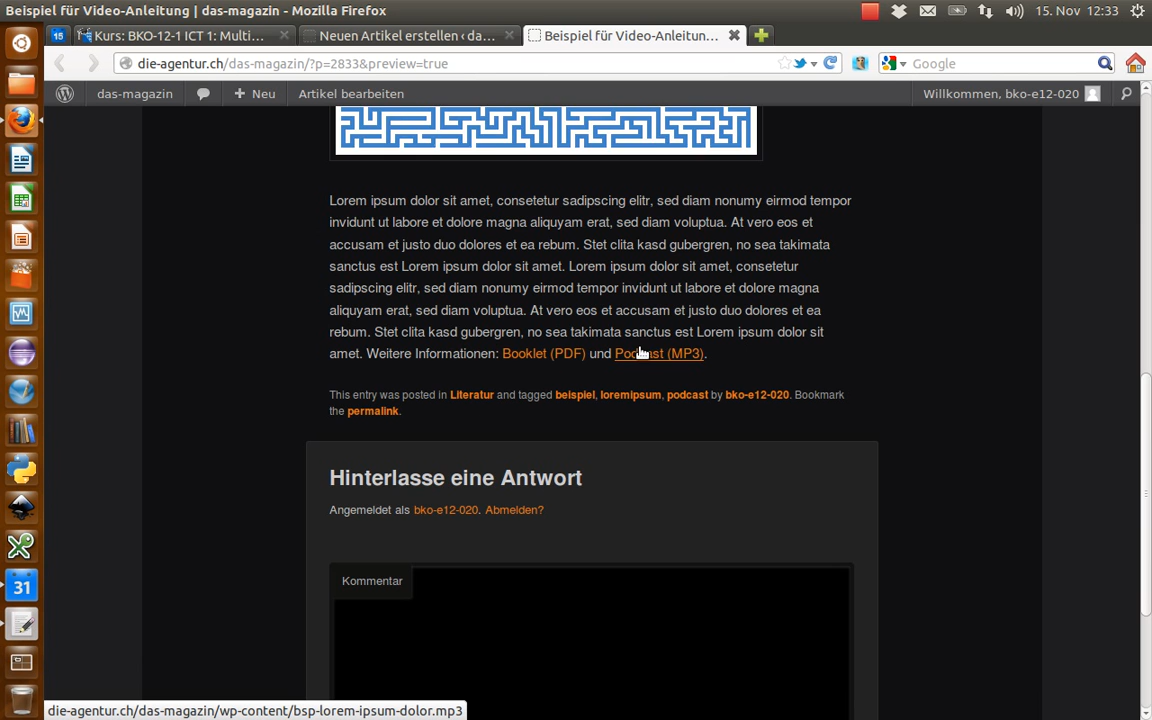 Beispiel für Video-Anleitung | das-magazin - Mozilla Firefox
15. Nov 12:33
15
Kurs: BKO-12-1 ICT 1: Multi...
Neuen Artikel erstellen ‹ da...
Beispiel für Video-Anleitun...
die-agentur.ch/das-magazin/?p=2833&preview=true
Google
das-magazin
Neu
Artikel bearbeiten
Willkommen, bko-e12-020
Lorem ipsum dolor sit amet, consetetur sadipscing elitr, sed diam nonumy eirmod tempor
invidunt ut labore et dolore magna aliquyam erat, sed diam voluptua. At vero eos et
accusam et justo duo dolores et ea rebum. Stet clita kasd gubergren, no sea takimata
sanctus est Lorem ipsum dolor sit amet. Lorem ipsum dolor sit amet, consetetur
sadipscing elitr, sed diam nonumy eirmod tempor invidunt ut labore et dolore magna
aliquyam erat, sed diam voluptua. At vero eos et accusam et justo duo dolores et ea
rebum. Stet clita kasd gubergren, no sea takimata sanctus est Lorem ipsum dolor sit
amet. Weitere Informationen: Booklet (PDF) und Podcast (MP3).
This entry was posted in Literatur and tagged beispiel, loremipsum, podcast by bko-e12-020. Bookmark
the permalink.
Hinterlasse eine Antwort
Angemeldet als bko-e12-020. Abmelden?
Kommentar
31
die-agentur.ch/das-magazin/wp-content/bsp-lorem-ipsum-dolor.mp3